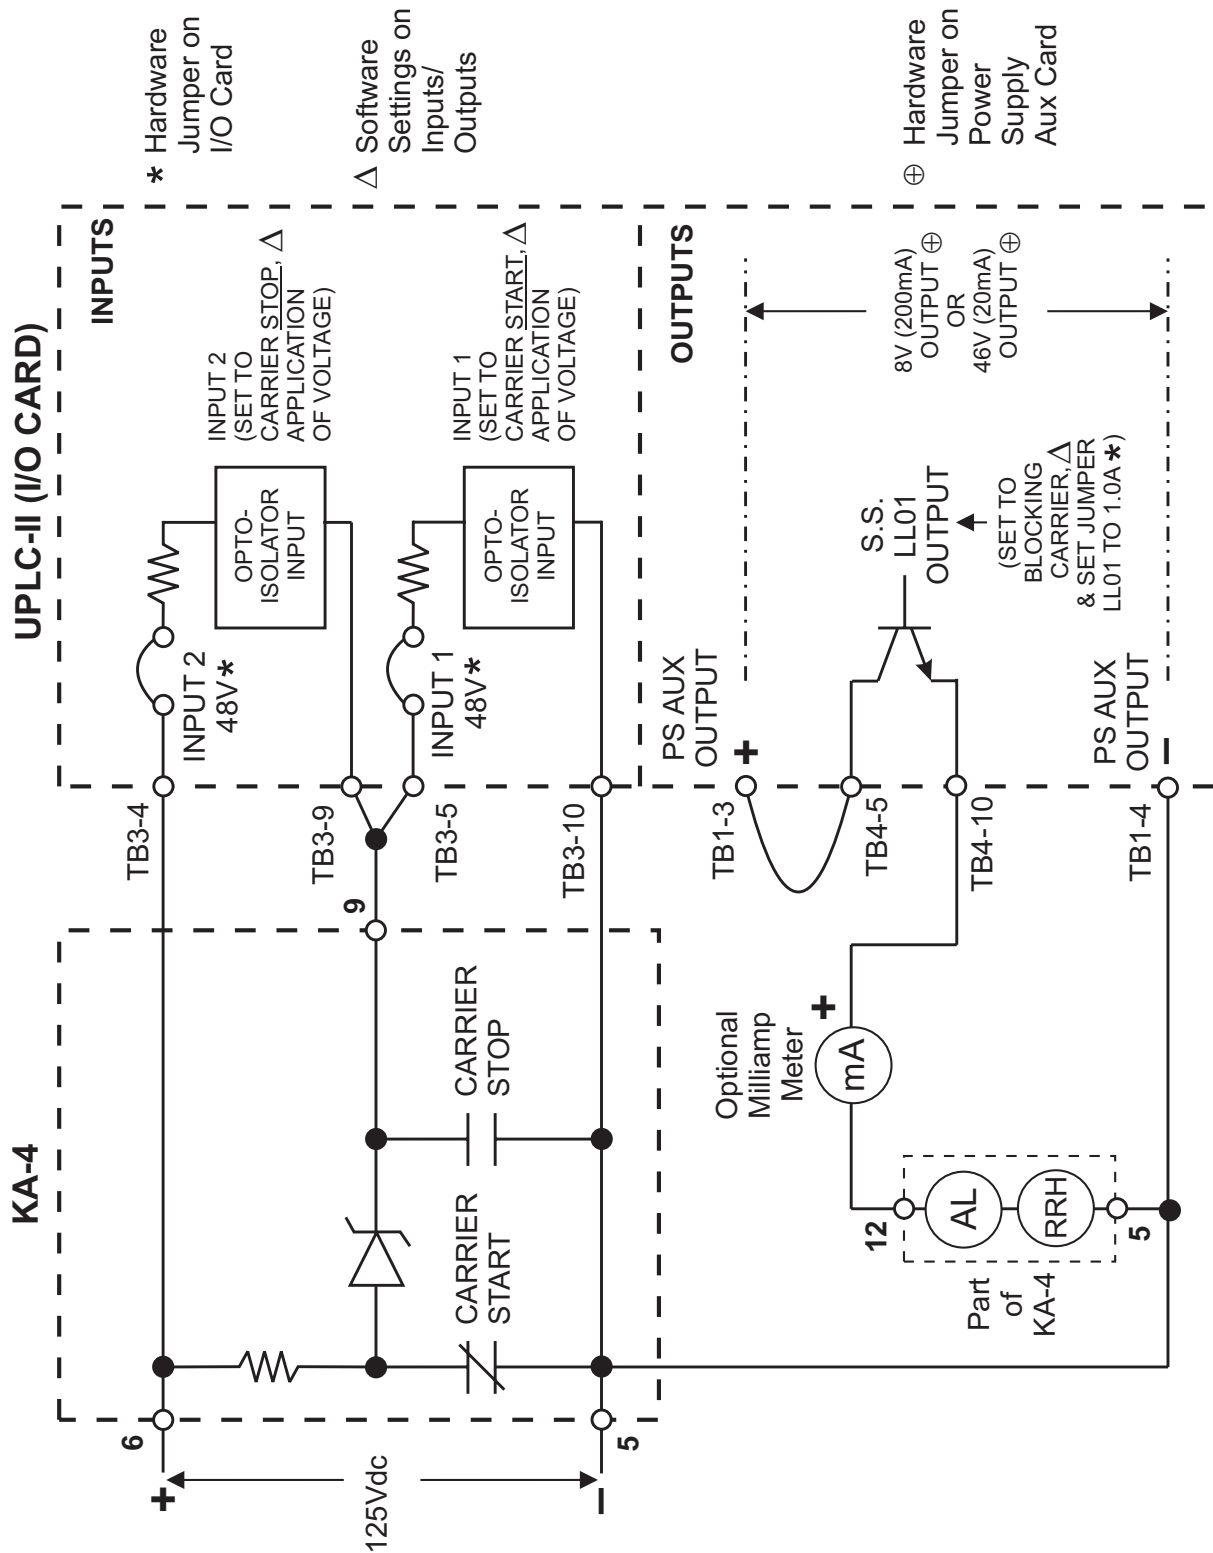 UPLC-II (I/O CARD)
KA-4
INPUTS
* Hardware
Jumper on
I/O Card
△ Software
Settings on
Inputs/
Outputs
⊕ Hardware
Jumper on
Power
Supply
Aux Card
+
6
125Vdc
–
5
CARRIER
START
CARRIER
STOP
9
TB3-4
TB3-9
TB3-5
TB3-10
INPUT 2
48V*
OPTO-
ISOLATOR
INPUT
INPUT 2
(SET TO
CARRIER STOP, △
APPLICATION
OF VOLTAGE)
INPUT 1
48V*
OPTO-
ISOLATOR
INPUT
INPUT 1
(SET TO
CARRIER START, △
APPLICATION
OF VOLTAGE)
OUTPUTS
PS AUX
OUTPUT
+
TB1-3
TB4-5
TB4-10
TB1-4
S.S.
LL01
OUTPUT
(SET TO
BLOCKING
CARRIER, △
& SET JUMPER
LL01 TO 1.0A *)
8V (200mA)
OUTPUT ⊕
OR
46V (20mA)
OUTPUT ⊕
PS AUX
OUTPUT
–
Optional
Milliamp
Meter
+
mA
12
AL
RRH
5
Part
of
KA-4